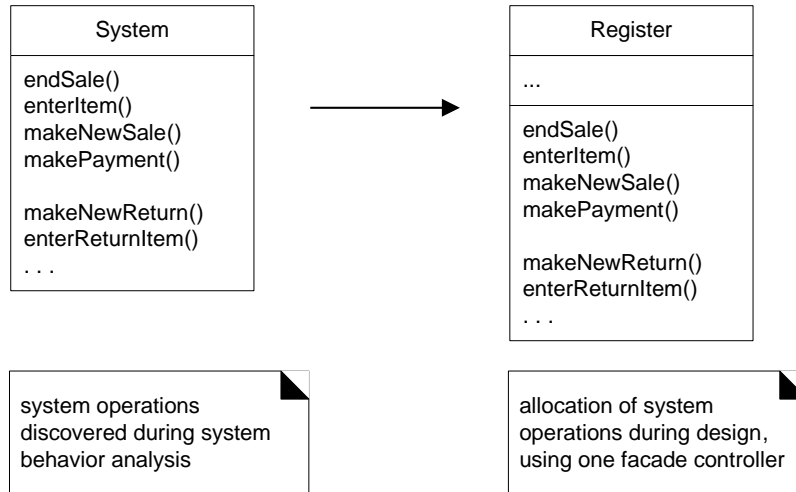 System
endSale()
enterItem()
makeNewSale()
makePayment()
makeNewReturn()
enterReturnItem()
. . .
Register
...
endSale()
enterItem()
makeNewSale()
makePayment()
makeNewReturn()
enterReturnItem()
. . .
system operations
discovered during system
behavior analysis
allocation of system
operations during design,
using one facade controller